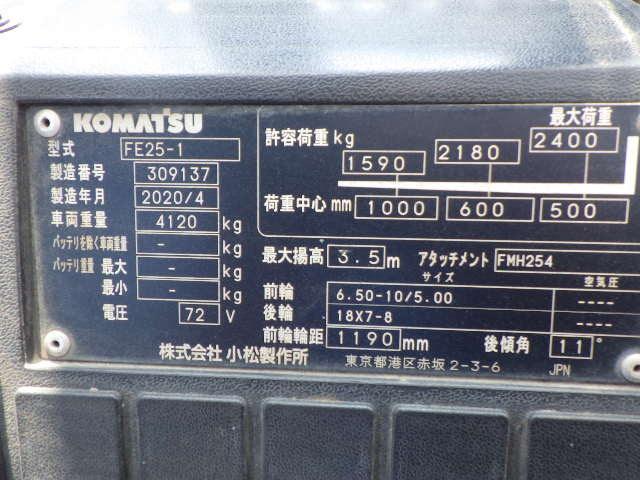 KOMATSU
型式 FE25-1
製造番号 309137
製造年月 2020/4
車両重量 4120 kg
バッテリを除く車両重量 - kg
バッテリ重量 最大 - kg
最小 - kg
電圧 72 V
最大荷重
許容荷重 kg 1590 2180 2400
荷重中心 mm 1000 600 500
最大揚高 3.5 m アタッチメント FMH254
サイズ 空気圧
前輪 6.50-10/5.00 ----
後輪 18X7-8 ----
前輪輪距 1190 mm 後傾角 11°
株式会社 小松製作所 東京都港区赤坂 2-3-6 JPN